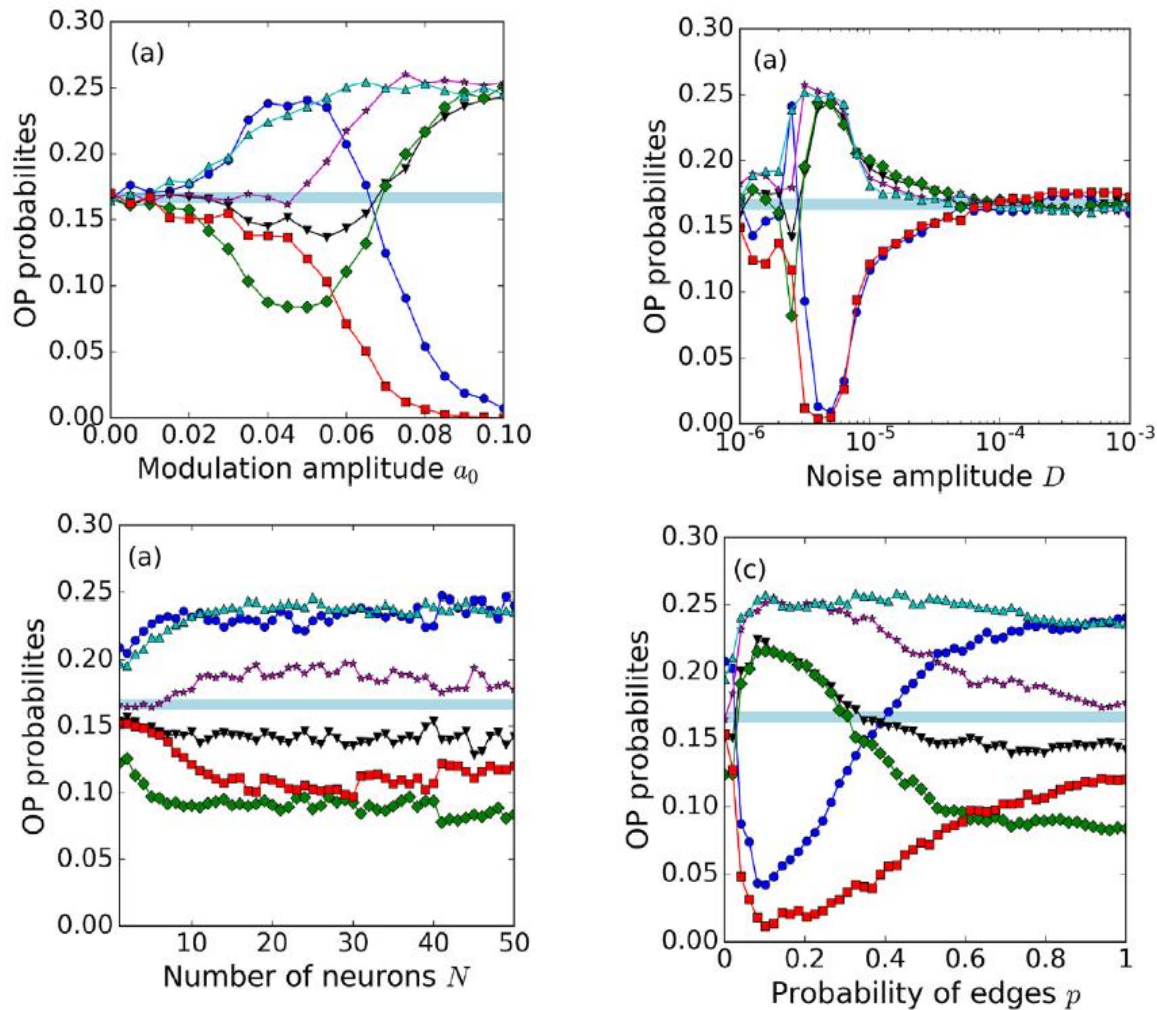 0.30
0.25
0.20
0.15
0.10
0.05
0.00
OP probabilites
(a)
0.00 0.02 0.04 0.06 0.08 0.10
Modulation amplitude a₀
0.30
0.25
0.20
0.15
0.10
0.05
0.00
OP probabilites
(a)
10⁻⁶ 10⁻⁵ 10⁻⁴ 10⁻³
Noise amplitude D
0.30
0.25
0.20
0.15
0.10
0.05
0.00
OP probabilites
(a)
10 20 30 40 50
Number of neurons N
0.30
0.25
0.20
0.15
0.10
0.05
0.00
OP probabilites
(c)
0 0.2 0.4 0.6 0.8 1
Probability of edges p